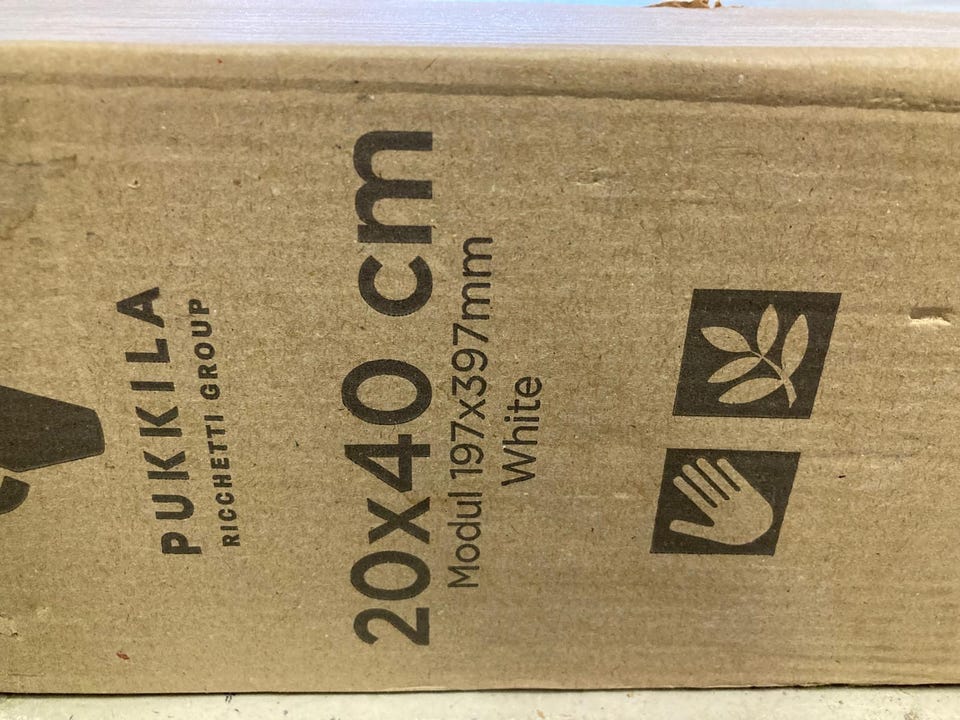 PUKKILA
RICCHETTI GROUP
20x40 cm
Modul 197x397mm
White